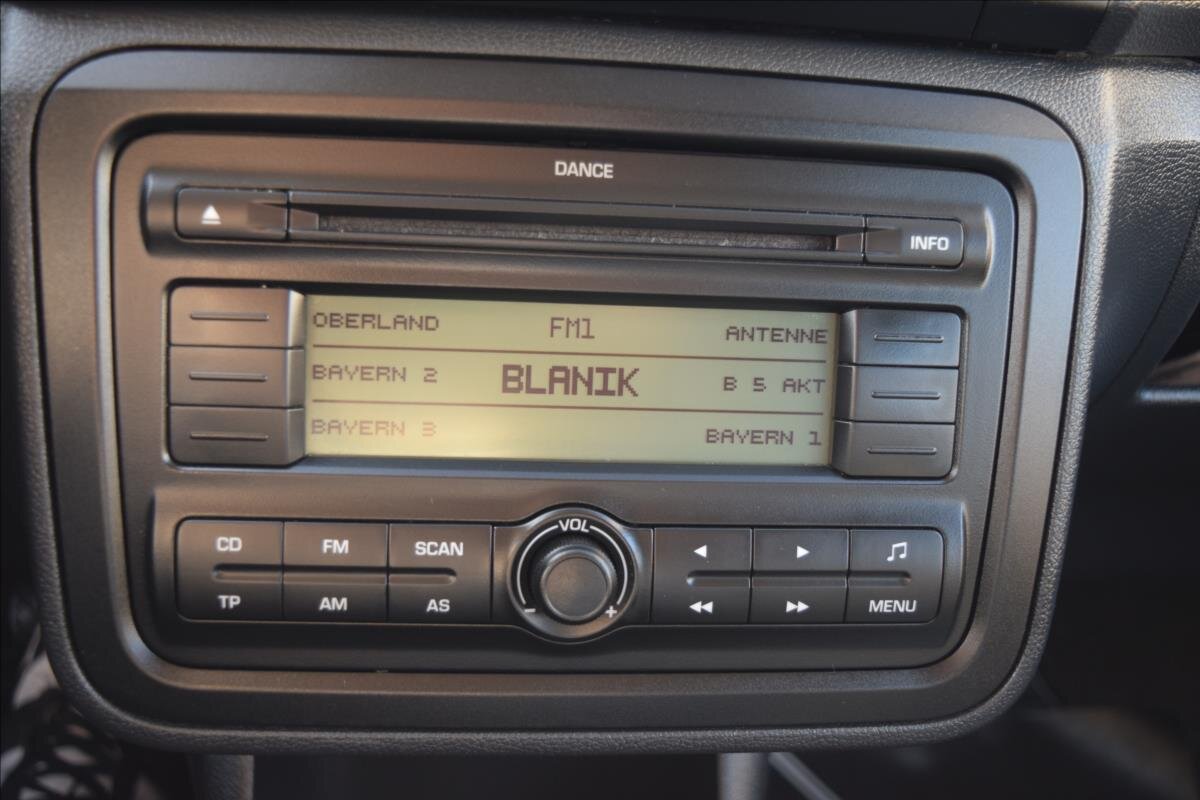 DANCE
INFO
OBERLAND FM1 ANTENNE
BAYERN 2 BLANIK B 5 AKT
BAYERN 3 BAYERN 1
CD FM SCAN VOL
TP AM AS - + MENU